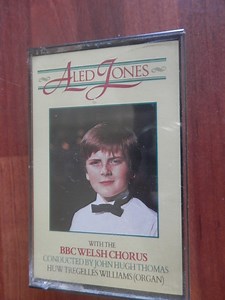 ALED JONES
WITH THE
BBC WELSH CHORUS
CONDUCTED BY JOHN HUGH THOMAS
HUW TREGELLES WILLIAMS (ORGAN)